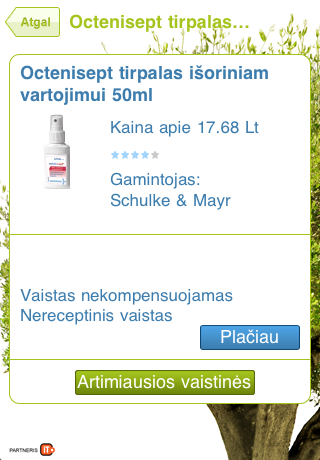 Atgal
Octenisept tirpalas...
Octenisept tirpalas išoriniam
vartojimui 50ml
Kaina apie 17.68 Lt
Gamintojas:
Schulke & Mayr
Vaistas nekompensuojamas
Nereceptinis vaistas
Plačiau
Artimiausios vaistinės
PARTNERIS IT